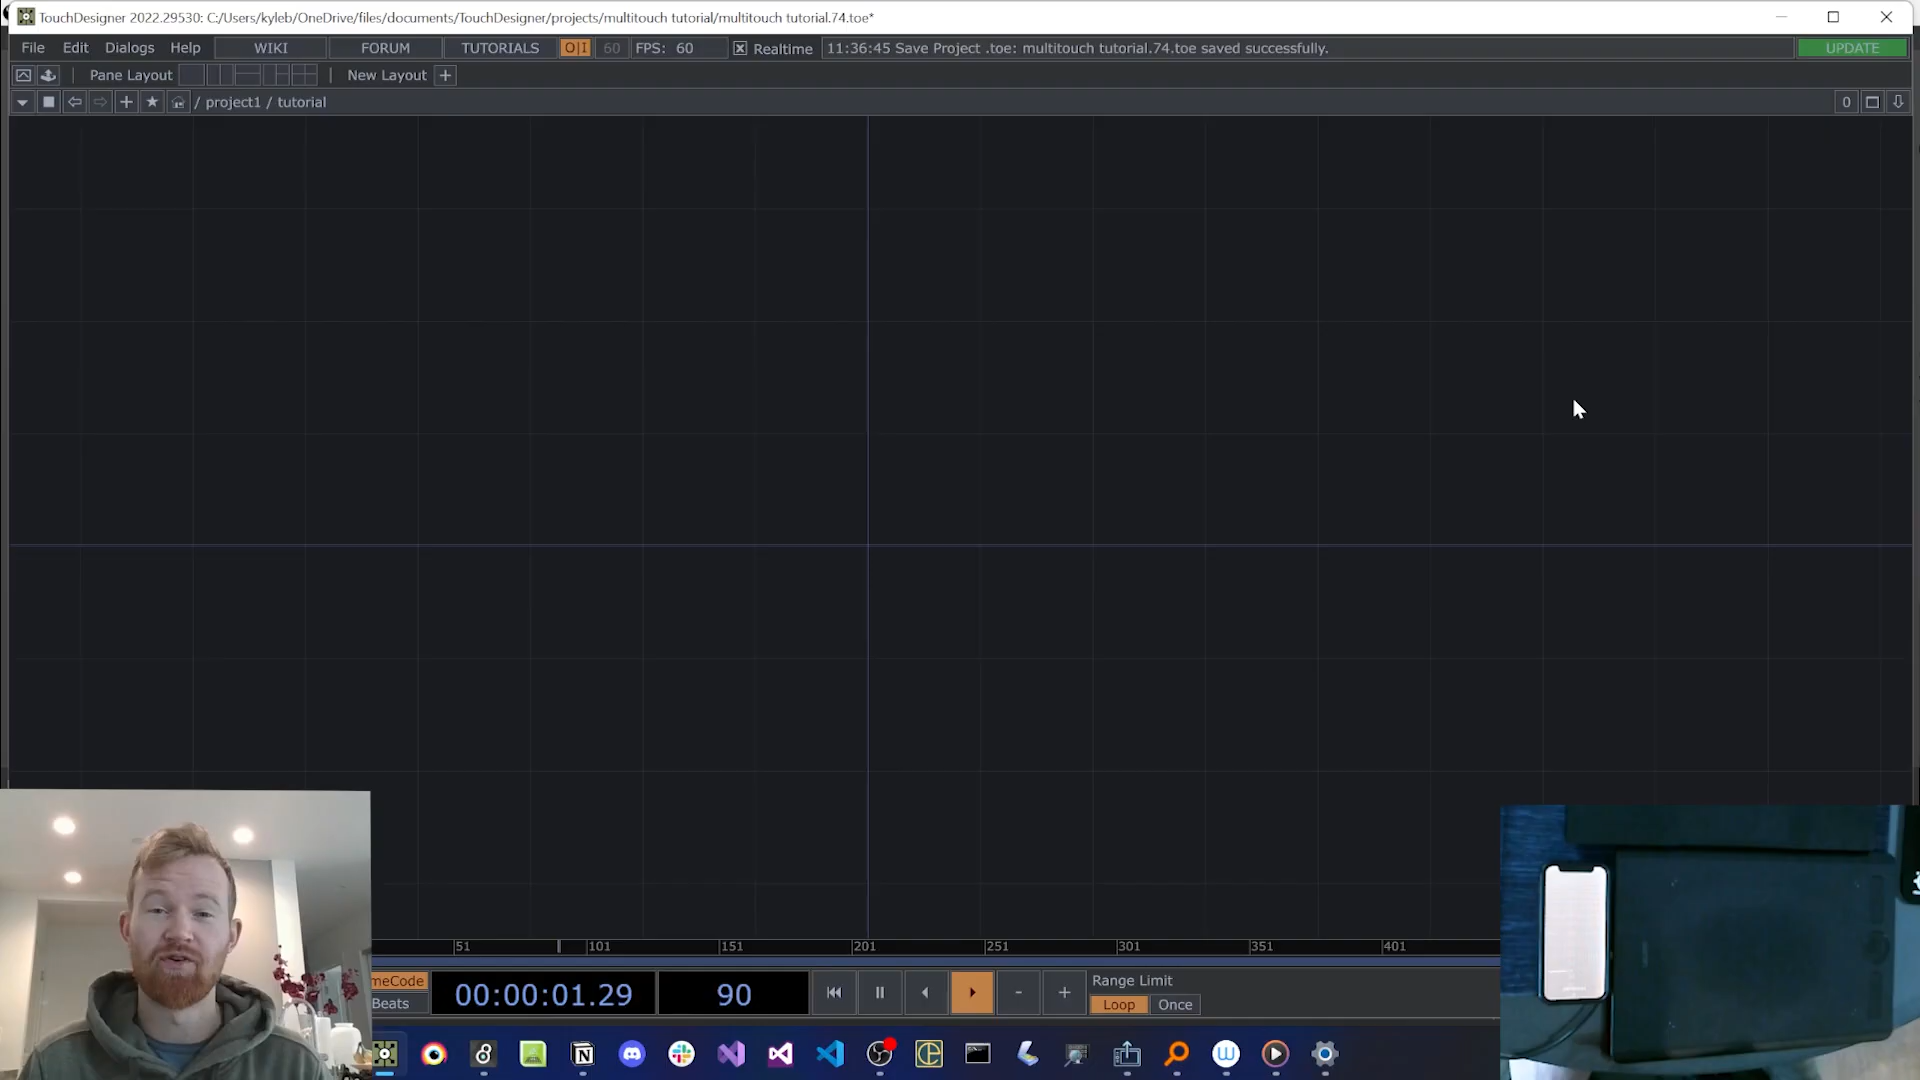 TouchDesigner 2022.29530: C:/Users/kyleb/OneDrive/files/documents/TouchDesigner/projects/multitouch tutorial/multitouch tutorial.74.toe*
File Edit Dialogs Help WIKI FORUM TUTORIALS O|I 60 FPS: 60 Realtime 11:36:45 Save Project .toe: multitouch tutorial.74.toe saved successfully. UPDATE
Pane Layout New Layout +
/ project1 / tutorial 0
51 101 151 201 251 301 351 401
meCode
Beats
00:00:01.29 90 - +
Range Limit
Loop Once